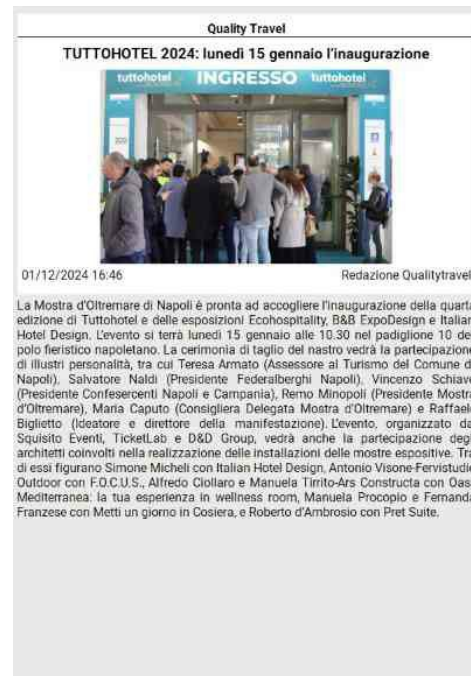 Quality Travel
TUTTOHOTEL 2024: lunedì 15 gennaio l'inaugurazione
tuttohotel INGRESSO tuttohotel
01/12/2024 16:46 Redazione Qualitytravel
La Mostra d'Oltremare di Napoli è pronta ad accogliere l'inaugurazione della quarta
edizione di Tuttohotel e delle esposizioni Ecohospitality, B&B ExpoDesign e Italian
Hotel Design. L'evento si terrà lunedì 15 gennaio alle 10.30 nel padiglione 10 del
polo fieristico napoletano. La cerimonia di taglio del nastro vedrà la partecipazione
di illustri personalità, tra cui Teresa Armato (Assessore al Turismo del Comune d
Napoli), Salvatore Naldi (Presidente Federalberghi Napoli), Vincenzo Schiavo
(Presidente Confesercenti Napoli e Campania), Remo Minopoli (Presidente Mostra
d'Oltremare), Maria Caputo (Consigliera Delegata Mostra d'Oltremare) e Raffaele
Biglietto (Ideatore e direttore della manifestazione). L'evento, organizzato da
Squisito Eventi, TicketLab e D&D Group, vedrà anche la partecipazione degl
architetti coinvolti nella realizzazione delle installazioni delle mostre espositive. Tra
di essi figurano Simone Micheli con Italian Hotel Design, Antonio Visone-Fervistudio
Outdoor con F.O.C.U.S., Alfredo Ciollaro e Manuela Tirrito-Ars Constructa con Oasi
Mediterranea: la tua esperienza in wellness room, Manuela Procopio e Fernanda
Franzese con Metti un giorno in Cosiera, e Roberto d'Ambrosio con Pret Suite.